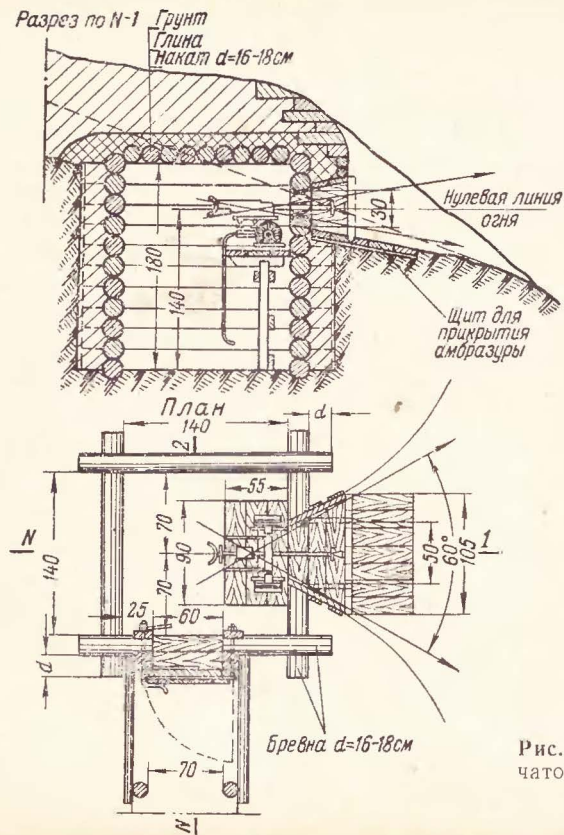 Разрез по N-1
Грунт
Глина
Накат d=16-18см
Нулевая линия
огня
30
180
140
Щит для
прикрытия
амбразуры
План
140
d
2
55
N
70
90
50
60°
105
1
140
70
25
60
d
Бревна d=16-18см
70
N
Рис.
чато